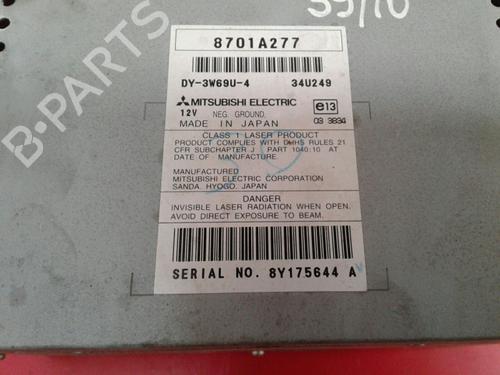 39/10
8701A277
DY-3W69U-4 34U249
MITSUBISHI ELECTRIC e13
12V NEG. GROUND. 03 3834
MADE IN JAPAN
CLASS 1 LASER PRODUCT
PRODUCT COMPLIES WITH DHHS RULES 21
CFR SUBCHAPTER J PART 1040:10 AT
DATE OF MANUFACTURE.
MANUFACTURED
MITSUBISHI ELECTRIC CORPORATION
SANDA, HYOGO, JAPAN
DANGER
INVISIBLE LASER RADIATION WHEN OPEN.
AVOID DIRECT EXPOSURE TO BEAM.
SERIAL NO. 8Y175644 A
B-PARTS